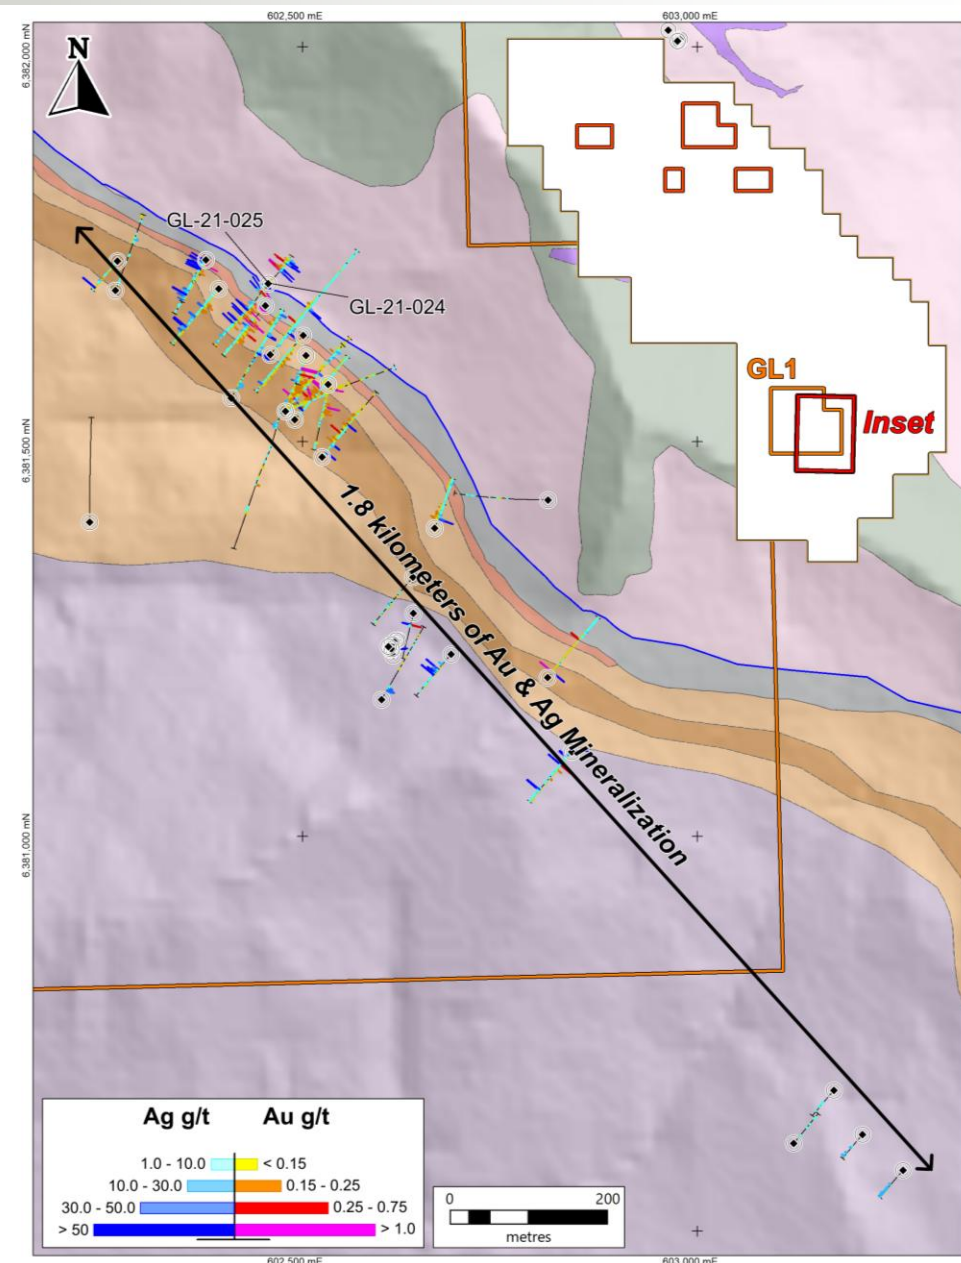 602,500 mE
603,000 mE
6,382,000 mN
N
GL-21-025
GL-21-024
GL1
Inset
6,381,500 mN
1.8 kilometers of Au & Ag Mineralization
6,381,000 mN
Ag g/t Au g/t
1.0 - 10.0 < 0.15
10.0 - 30.0 0.15 - 0.25
30.0 - 50.0 0.25 - 0.75
> 50 > 1.0
0 200
metres
602,500 mE
603,000 mE